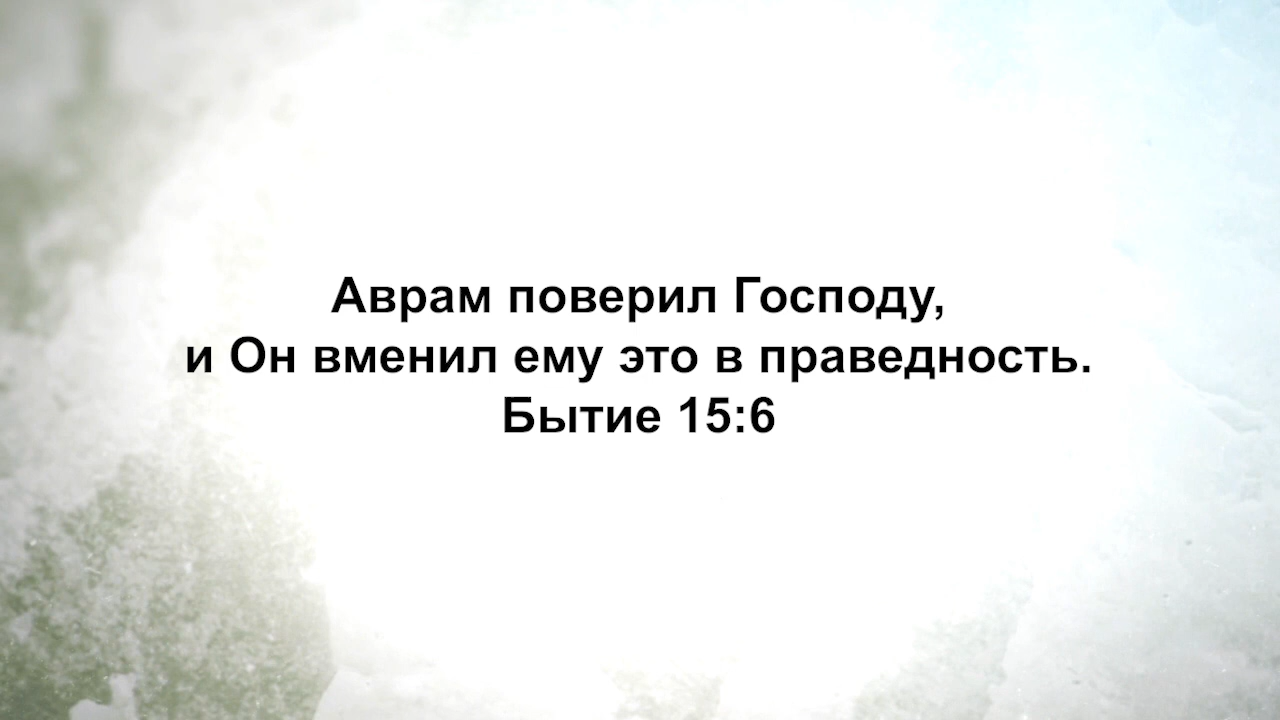 Аврам поверил Господу,
и Он вменил ему это в праведность.
Бытие 15:6